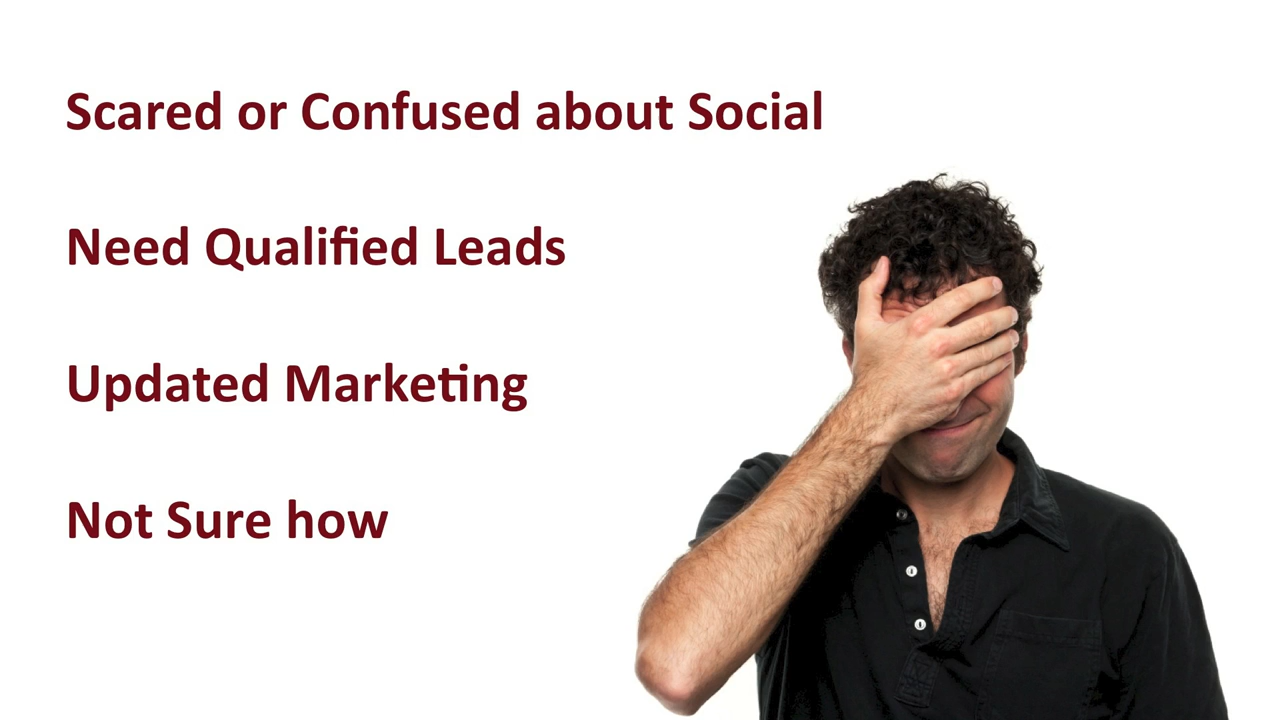 Scared or Confused about Social
Need Qualified Leads
Updated Marketing
Not Sure how